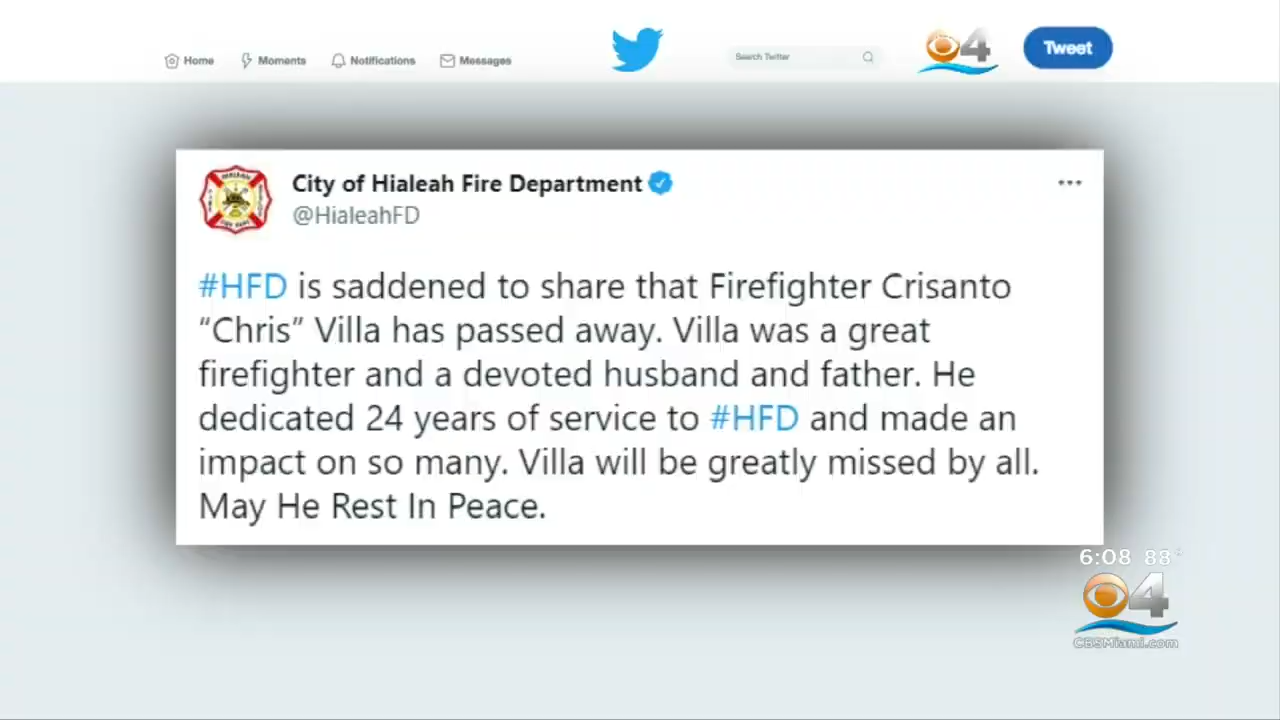 Home Moments Notifications Messages Search Twitter 4 Tweet
City of Hialeah Fire Department
@HialeahFD
#HFD is saddened to share that Firefighter Crisanto
“Chris” Villa has passed away. Villa was a great
firefighter and a devoted husband and father. He
dedicated 24 years of service to #HFD and made an
impact on so many. Villa will be greatly missed by all.
May He Rest In Peace.
6:08 88°
4
CBSMiami.com